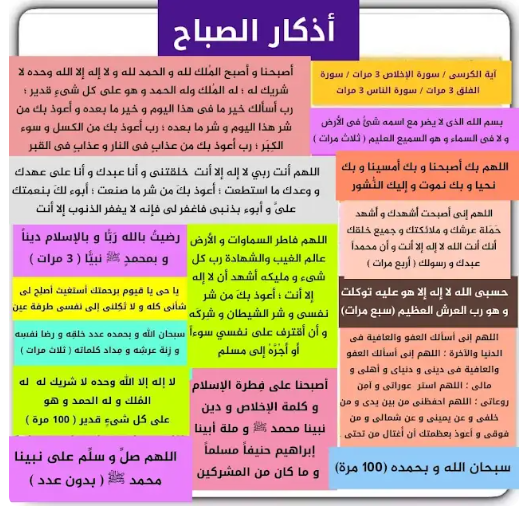 أذكار الصباح
آية الكرسى / سورة الإخلاص 3 مرات / سورة
الفلق 3 مرات / سورة الناس 3 مرات
أصبحنا و أصبح المُلك لله و الحمد لله و لا إله إلا الله وحده لا
شريك له ؛ له المُلك وله الحمد و هو على كل شيءٍ قدير ؛
رب أسألك خير ما فى هذا اليوم و خير ما بعده و أعوذ بك من
شر هذا اليوم و شر ما بعده ؛ رب أعوذ بك من الكسل و سوء
الكِبَر ؛ رب أعوذ بك من عذابٍ فى النار و عذابٍ فى القبر
بسم الله الذى لا يضر مع اسمه شئ فى الأرض
و لا فى السماء و هو السميع العليم ( ثلاث مرات )
اللهم بك أصبحنا و بك أمسينا و بك
نحيا و بك نموت و إليك النُّشور
اللهم أنت ربي لا إله إلا أنت خلقتنى و أنا عبدك و أنا على عهدك
و وعدك ما استطعت ؛ أعوذ بك من شر ما صنعت ؛ أبوء لك بنعمتك
علىَّ و أبوء بذنبى فاغفر لى فإنه لا يغفر الذنوب إلا أنت
اللهم إنى أصبحت أشهدك و أشهد
حَمَلة عرشك و ملائكتك و جميع خلقك
أنك أنت الله لا إله إلا أنت و أن محمداً
عبدك و رسولك ( أربع مرات )
اللهم فاطر السماوات و الأرض
عالم الغيب والشهادة رب كل
شيء و مليكه أشهد أن لا إله
إلا أنت ؛ أعوذ بك من شر
نفسى و شر الشيطان و شركه
و أن أقترف على نفسي سوءاً
أو أجُرّهُ إلى مسلم
رضيتُ بالله رَبًّا و بالإسلام ديناً
و بمحمدٍ ﷺ نبيًّا ( 3 مرات )
يا حى يا قيوم برحمتك أستغيث أصلح لى
شأنى كله و لا تَكِلنى إلى نفسى طرفة عين
حسبى الله لا إله إلا هو عليه توكلت
و هو رب العرش العظيم (سبع مرات)
سبحان الله و بحمده عدد خلقِه و رضا نفسِه
و زِنة عرشِه و مِداد كلماته ( ثلاث مرات )
اللهم إنى أسألك العفو والعافية فى
الدنيا والآخرة ؛ اللهم إنى أسألك العفو
والعافية فى دينى و دنياى و أهلى و
مالى ؛ اللهم استر عوراتى و آمن
روعاتى ؛ اللهم احفظنى من بين يدى و من
خلفى و عن يمينى و عن شمالى و من
فوقى و أعوذ بعظمتك أن أُغتال من تحتى
لا إله إلا الله وحده لا شريك له له
المُلك و له الحمد و هو
على كل شيءٍ قدير ( 100 مرة )
أصبحنا على فِطرة الإسلام
و كلمة الإخلاص و دين
نبينا محمد ﷺ و ملة أبينا
إبراهيم حنيفاً مسلماً
و ما كان من المشركين
اللهم صلِّ و سلِّم على نبينا
محمد ﷺ ( بدون عدد )
سبحان الله و بحمده (100 مرة)